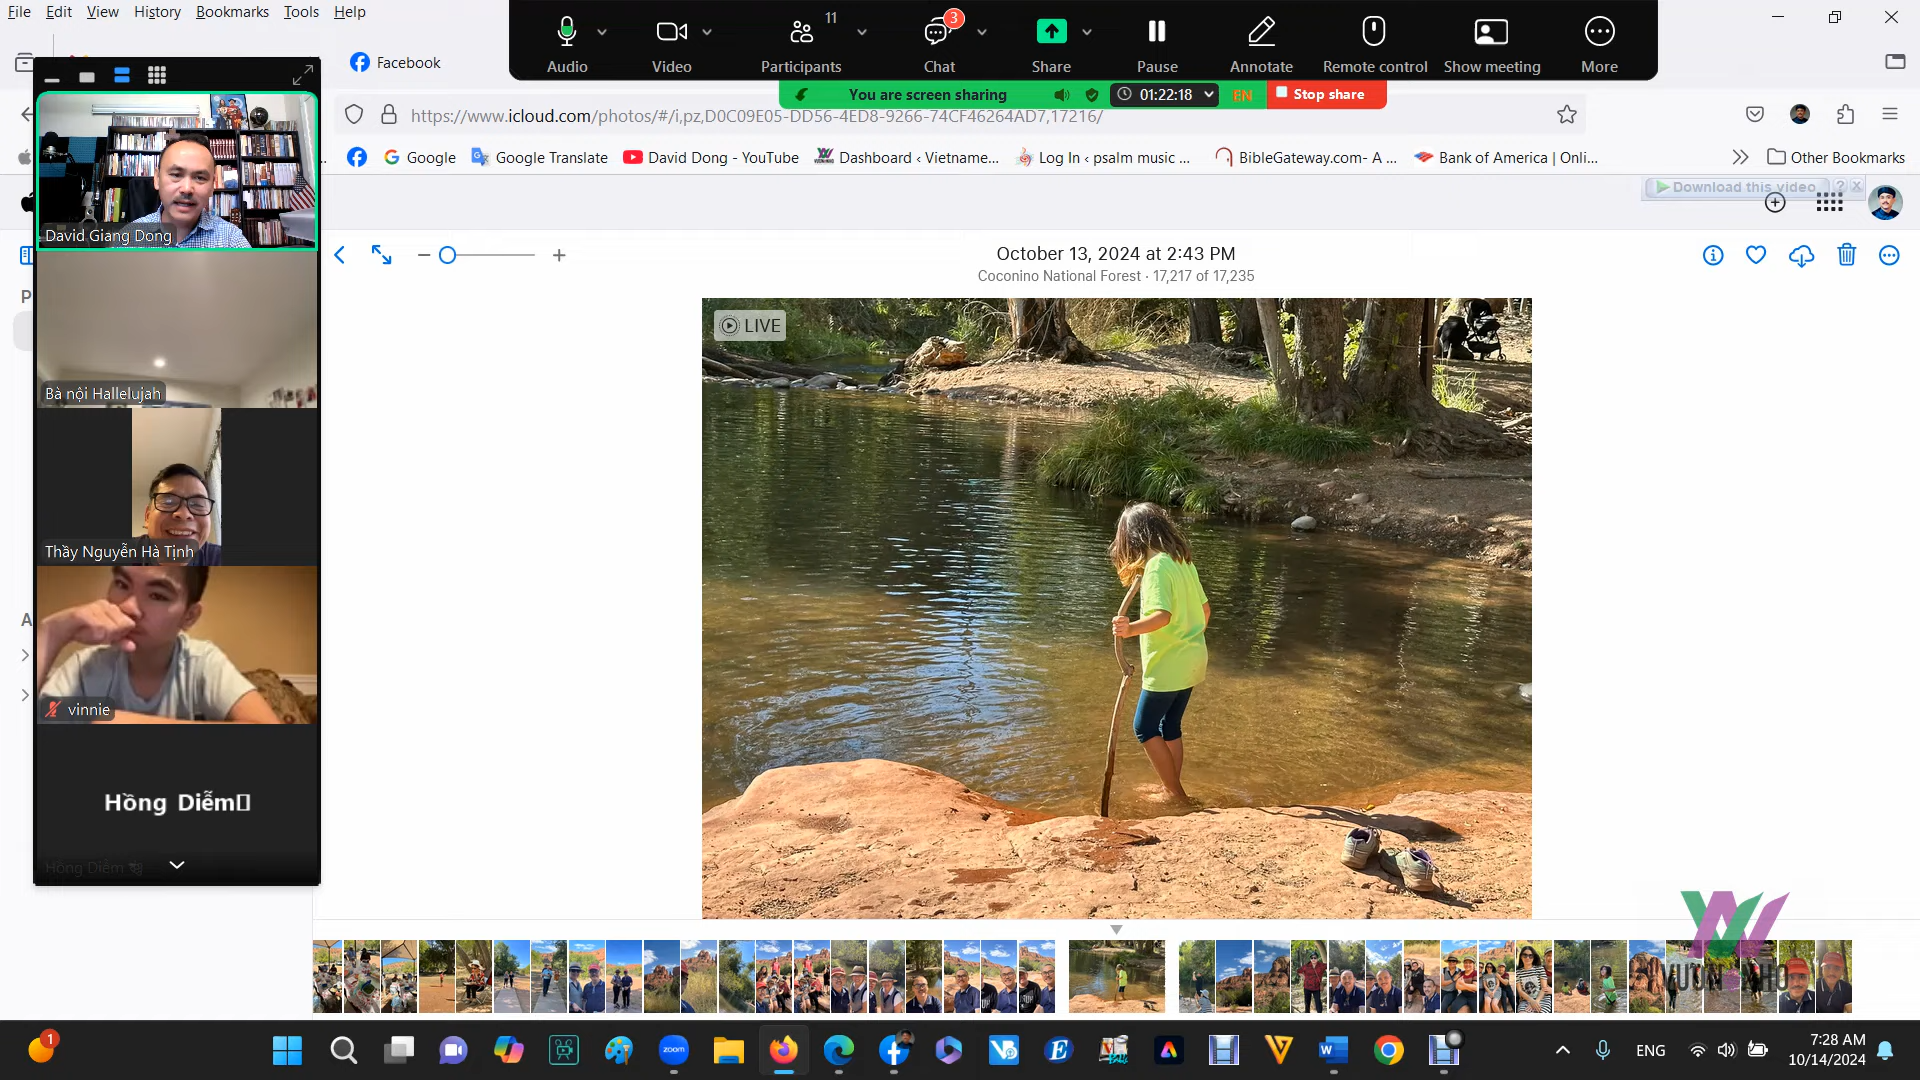 File Edit View History Bookmarks Tools Help
11
3
Audio Video Participants Chat Share Pause Annotate Remote control Show meeting More
Facebook
You are screen sharing 01:22:18 EN Stop share
https://www.icloud.com/photos/#/i,pz,D0C09E05-DD56-4ED8-9266-74CF46264AD7,17216/
... Google Google Translate David Dong - YouTube Dashboard ‹ Vietname... Log In ‹ psalm music ... BibleGateway.com- A ... Bank of America | Onli... Other Bookmarks
Download this video ? X
David Giang Dong
October 13, 2024 at 2:43 PM
Coconino National Forest · 17,217 of 17,235
P
LIVE
Bà nội Hallelujah
Thầy Nguyễn Hà Tịnh
A
vinnie
Hồng Diễm
Hồng Diễm
1
zoom
ENG
7:28 AM
10/14/2024